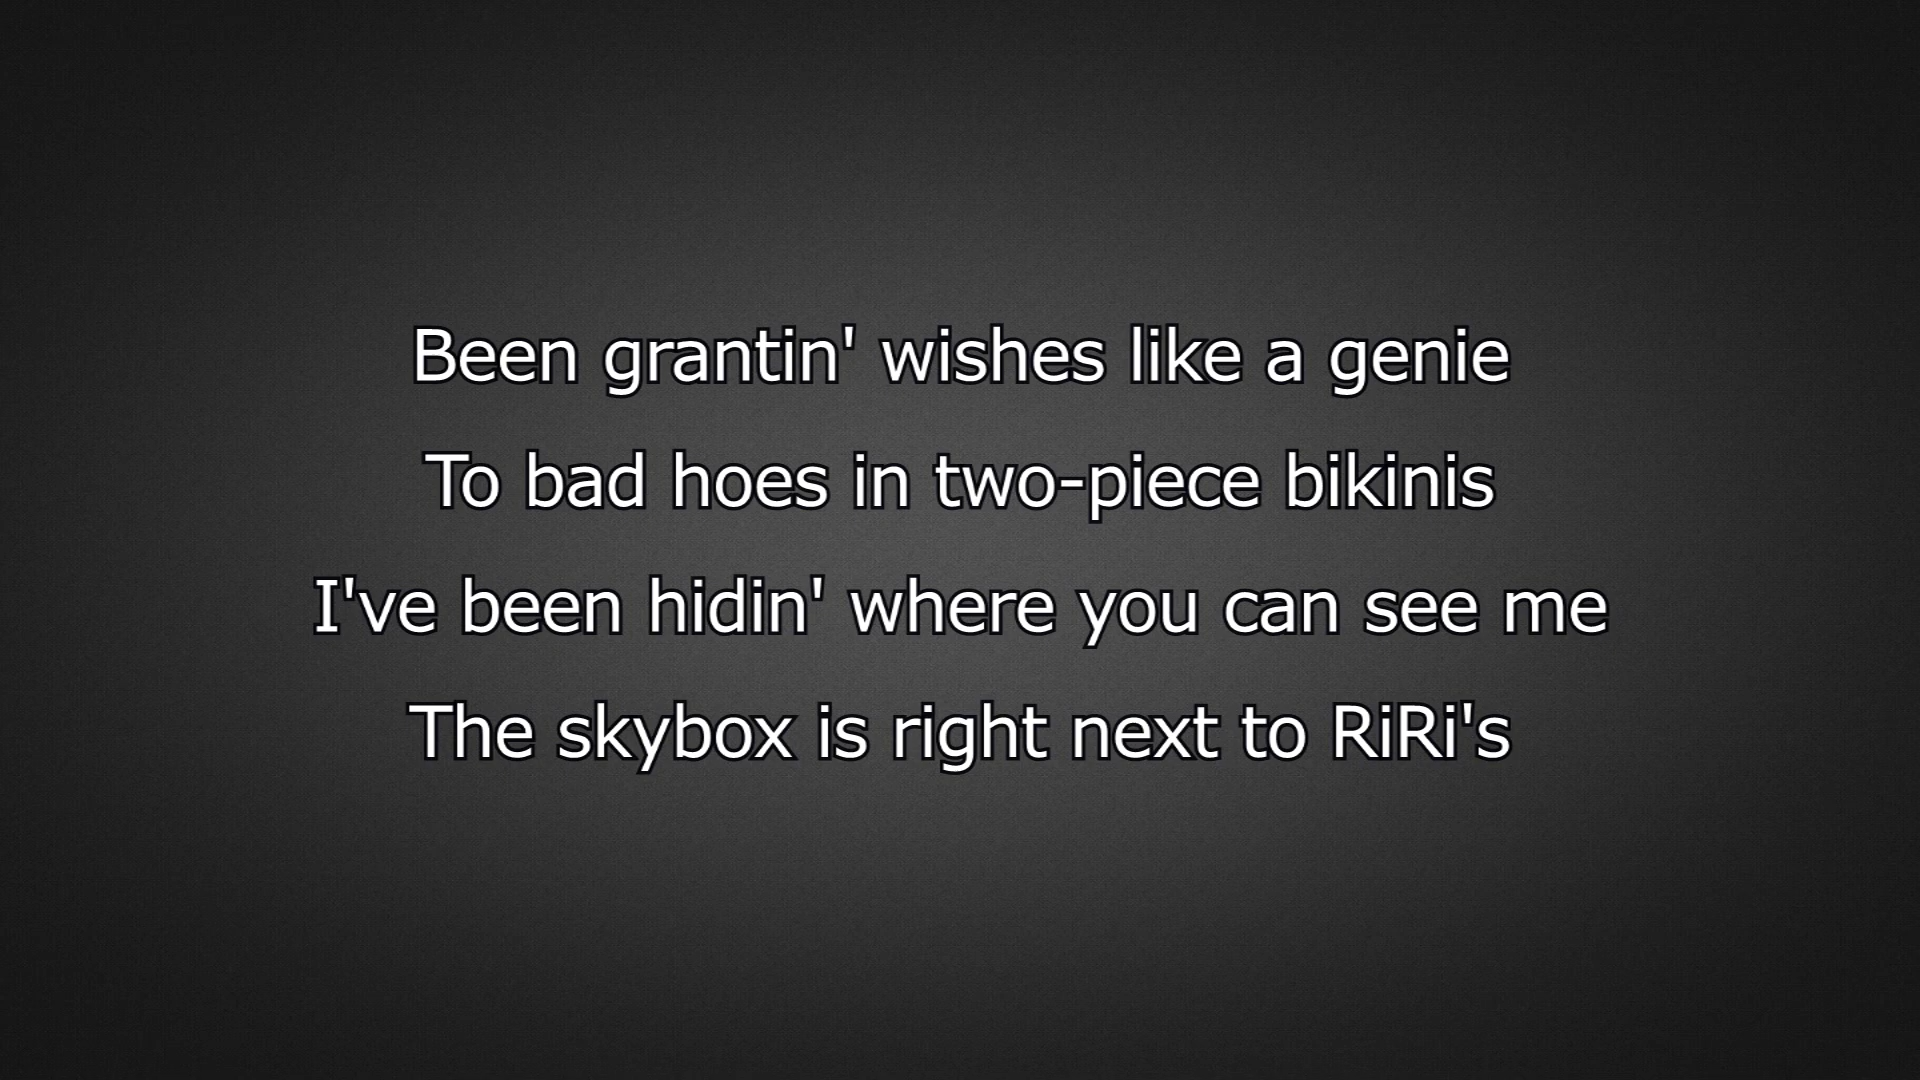 Been grantin' wishes like a genie
To bad hoes in two-piece bikinis
I've been hidin' where you can see me
The skybox is right next to RiRi's